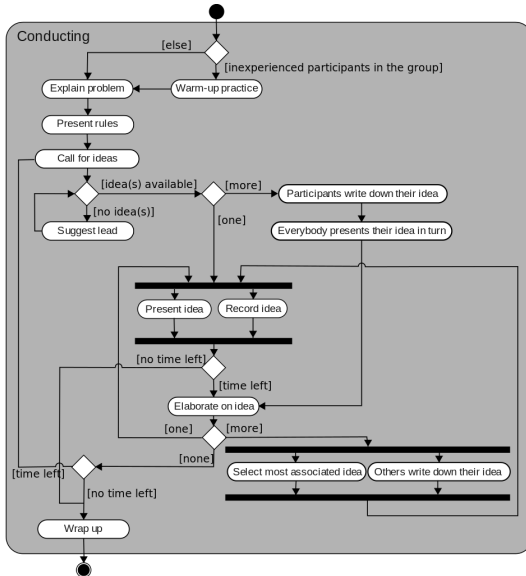 Conducting
[else]
[inexperienced participants in the group]
Explain problem
Warm-up practice
Present rules
Call for ideas
[idea(s) available]
[more]
Participants write down their idea
[no idea(s)]
[one]
Suggest lead
Everybody presents their idea in turn
Present idea
Record idea
[no time left]
[time left]
Elaborate on idea
[one]
[more]
[none]
[time left]
Select most associated idea
Others write down their idea
[no time left]
Wrap up